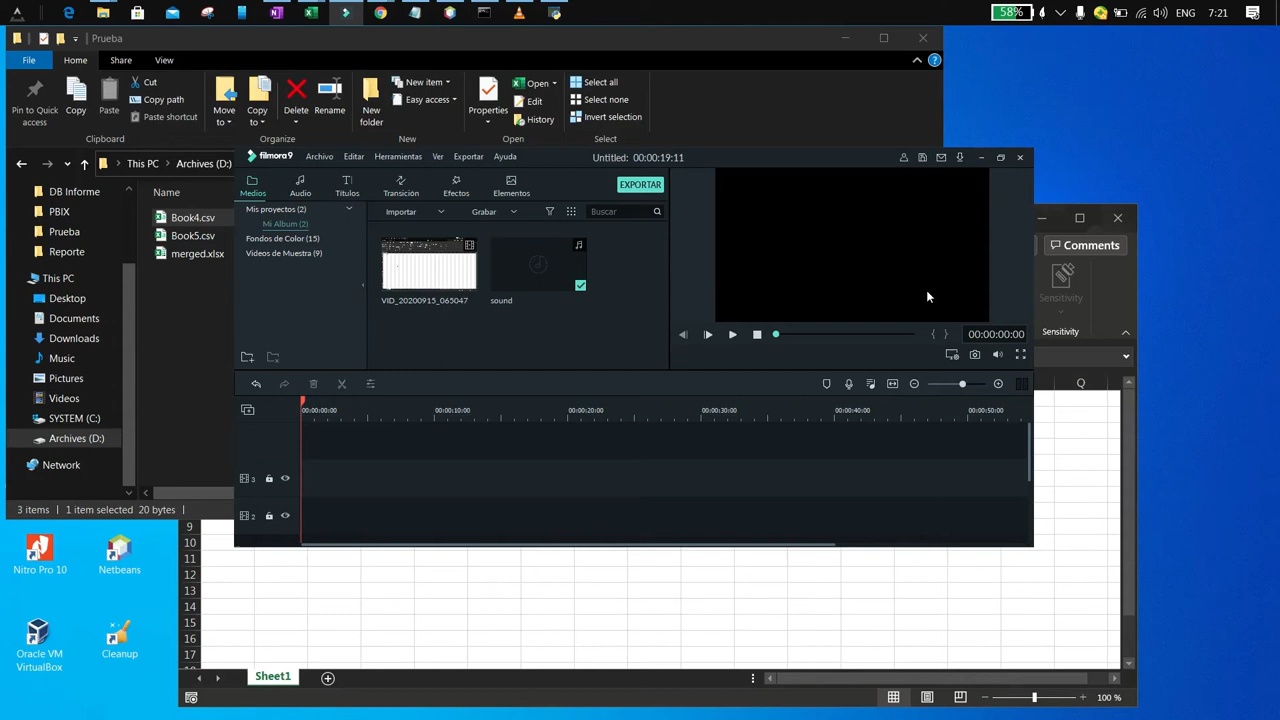 58%
ENG
7:21
Prueba
File
Home
Share
View
Pin to Quick access
Copy
Paste
Cut
Copy path
Paste shortcut
Move to
Copy to
Delete
Rename
New folder
New item
Easy access
Properties
Open
Edit
History
Select all
Select none
Invert selection
Clipboard
Organize
New
Open
Select
This PC
Archives (D:)
DB Informe
PBIX
Prueba
Reporte
This PC
Desktop
Documents
Downloads
Music
Pictures
Videos
SYSTEM (C:)
Archives (D:)
Network
Name
Book4.csv
Book5.csv
merged.xlsx
3 items
1 item selected 20 bytes
filmora9
Archivo
Editar
Herramientas
Ver
Exportar
Ayuda
Untitled: 00:00:19:11
Medios
Audio
Títulos
Transición
Efectos
Elementos
EXPORTAR
Mis proyectos (2)
Mi Album (2)
Fondos de Color (15)
Videos de Muestra (9)
Importar
Grabar
Buscar
VID_20200915_065047
sound
00:00:00:00
00:00:00:00
00:00:10:00
00:00:20:00
00:00:30:00
00:00:40:00
00:00:50:00
3
2
Comments
Sensitivity
Sensitivity
Q
9
10
11
12
13
14
15
16
17
Sheet1
100 %
Nitro Pro 10
Netbeans
Oracle VM
VirtualBox
Cleanup